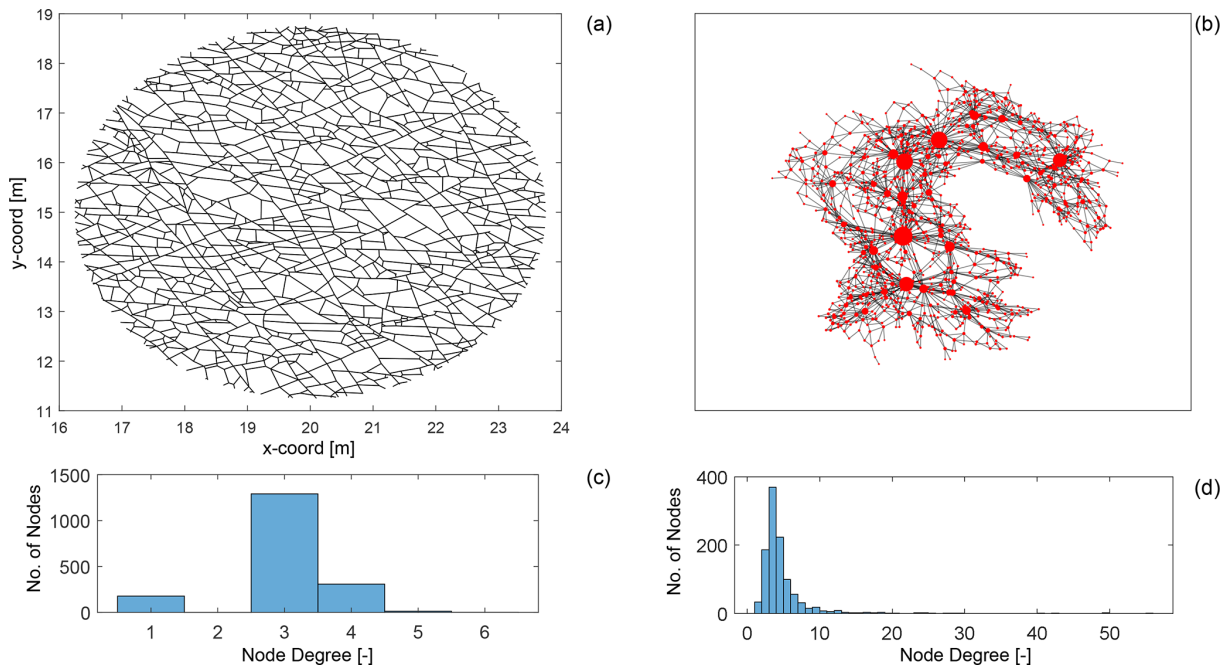 (a)
19
18
17
16
15
14
13
12
11
y-coord [m]
16 17 18 19 20 21 22 23 24
x-coord [m]
(b)
(c)
1500
1000
500
0
No. of Nodes
1 2 3 4 5 6
Node Degree [-]
(d)
400
200
0
No. of Nodes
0 10 20 30 40 50
Node Degree [-]